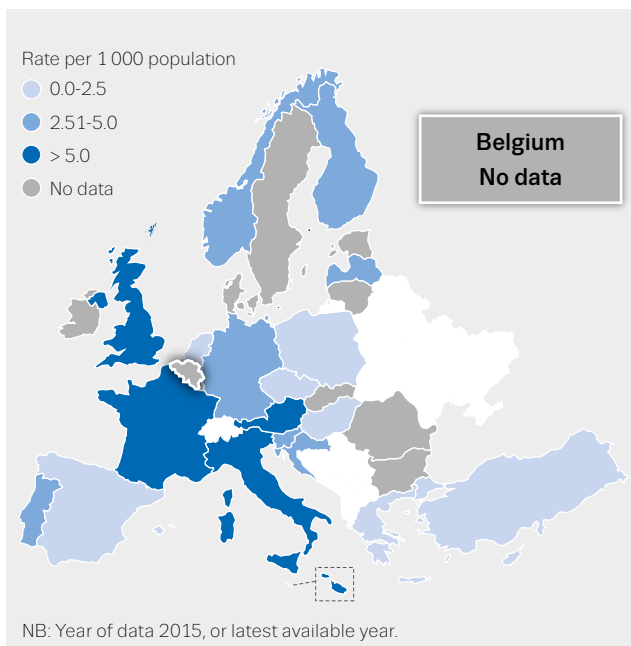 Rate per 1 000 population
0.0-2.5
2.51-5.0
> 5.0
No data
Belgium
No data
NB: Year of data 2015, or latest available year.